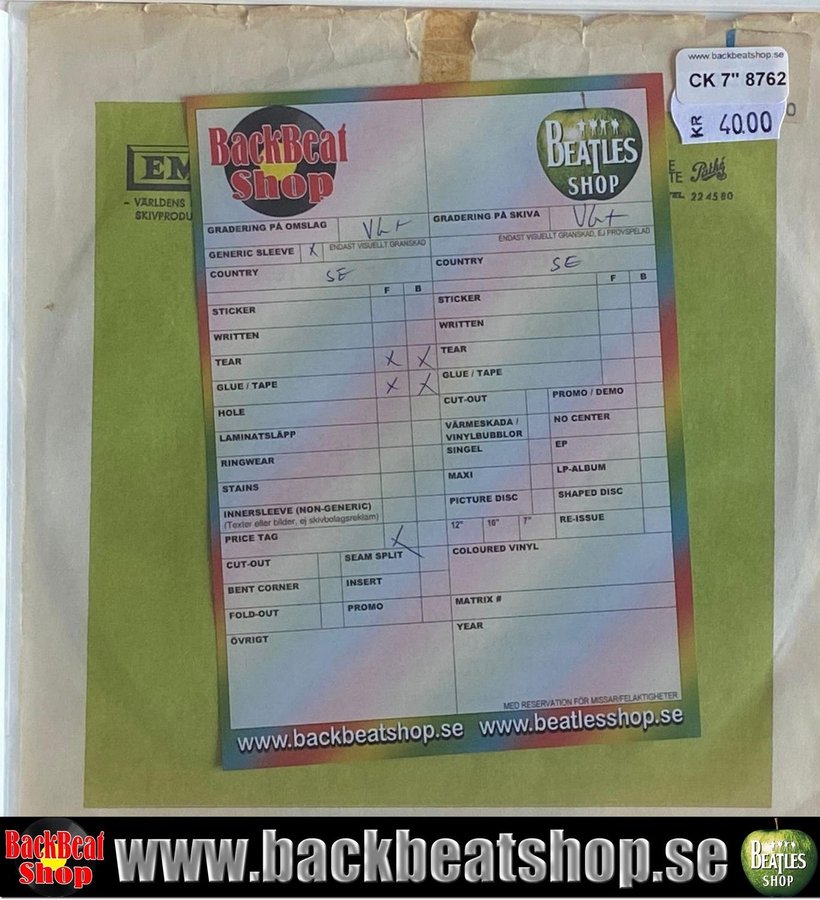 www.backbeatshop.se
CK 7" 8762
KR 40.00
EM
- VÄRLDENS
SKIVPRODU
E
TE Pathé
TEL 22 45 80
BackBeat
Shop
BEATLES
SHOP
GRADERING PÅ OMSLAG VG+
ENDAST VISUELLT GRANSKAD
GENERIC SLEEVE X
COUNTRY SE
F B
STICKER
WRITTEN
TEAR X X
GLUE / TAPE X X
HOLE
LAMINATSLÄPP
RINGWEAR
STAINS
INNERSLEEVE (NON-GENERIC)
(Texter eller bilder, ej skivbolagsreklam)
PRICE TAG X
CUT-OUT SEAM SPLIT
BENT CORNER INSERT
FOLD-OUT PROMO
ÖVRIGT
GRADERING PÅ SKIVA VG+
ENDAST VISUELLT GRANSKAD, EJ PROVSPELAD
COUNTRY SE
F B
STICKER
WRITTEN
TEAR
GLUE / TAPE
CUT-OUT PROMO / DEMO
VÄRMESKADA /
VINYLBUBBLOR NO CENTER
SINGEL EP
MAXI LP-ALBUM
PICTURE DISC SHAPED DISC
12" 10" 7" RE-ISSUE
COLOURED VINYL
MATRIX #
YEAR
MED RESERVATION FÖR MISSAR/FELAKTIGHETER
www.backbeatshop.se www.beatlesshop.se
BackBeat
Shop
www.backbeatshop.se
BEATLES
SHOP